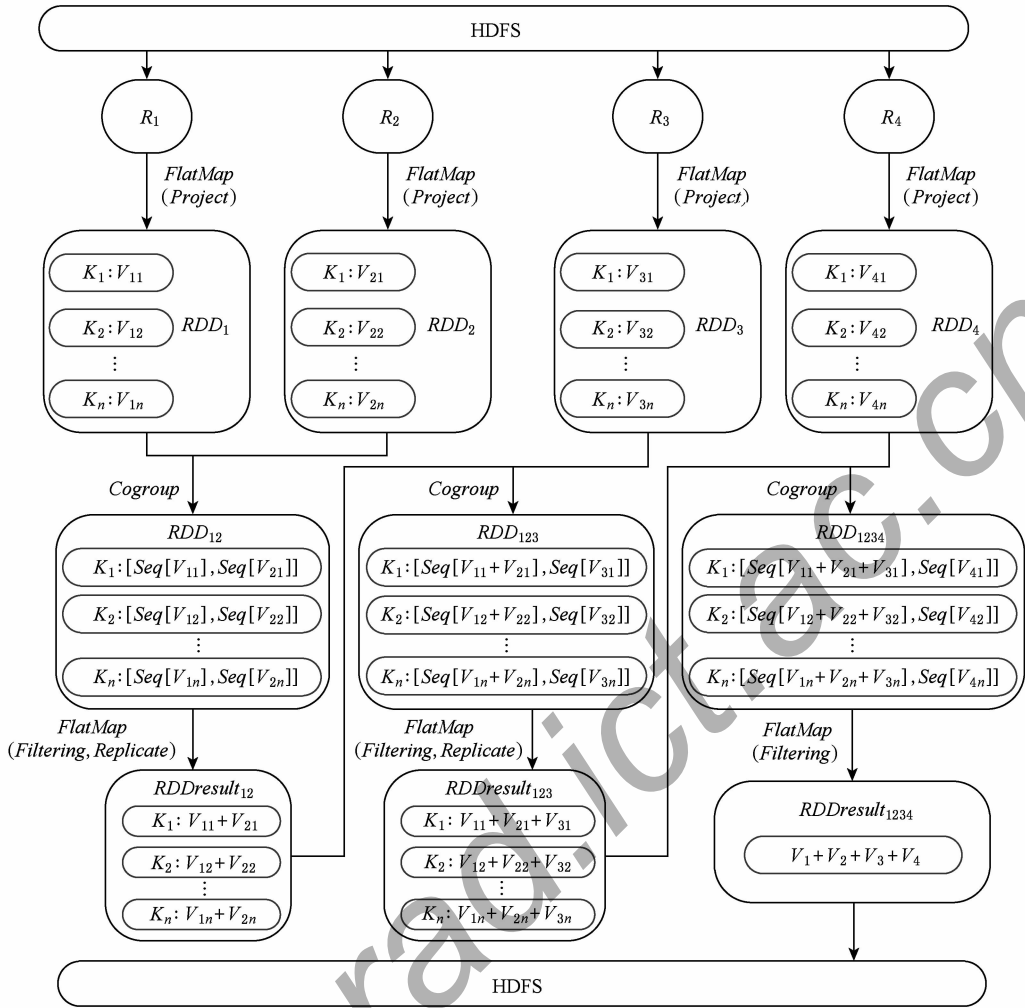 HDFS
R₁ R₂ R₃ R₄
FlatMap FlatMap FlatMap FlatMap
(Project) (Project) (Project) (Project)
K₁:V₁₁ K₁:V₂₁ K₁:V₃₁ K₁:V₄₁
K₂:V₁₂ RDD₁ K₂:V₂₂ RDD₂ K₂:V₃₂ RDD₃ K₂:V₄₂ RDD₄
⋮ ⋮ ⋮ ⋮
Kₙ:V₁ₙ Kₙ:V₂ₙ Kₙ:V₃ₙ Kₙ:V₄ₙ
Cogroup Cogroup Cogroup
RDD₁₂ RDD₁₂₃ RDD₁₂₃₄
K₁:[Seq[V₁₁],Seq[V₂₁]] K₁:[Seq[V₁₁+V₂₁],Seq[V₃₁]] K₁:[Seq[V₁₁+V₂₁+V₃₁],Seq[V₄₁]]
K₂:[Seq[V₁₂],Seq[V₂₂]] K₂:[Seq[V₁₂+V₂₂],Seq[V₃₂]] K₂:[Seq[V₁₂+V₂₂+V₃₂],Seq[V₄₂]]
⋮ ⋮ ⋮
Kₙ:[Seq[V₁ₙ],Seq[V₂ₙ]] Kₙ:[Seq[V₁ₙ+V₂ₙ],Seq[V₃ₙ]] Kₙ:[Seq[V₁ₙ+V₂ₙ+V₃ₙ],Seq[V₄ₙ]]
FlatMap FlatMap FlatMap
(Filtering, Replicate) (Filtering, Replicate) (Filtering)
RDDresult₁₂ RDDresult₁₂₃ RDDresult₁₂₃₄
K₁: V₁₁+V₂₁ K₁: V₁₁+V₂₁+V₃₁
K₂: V₁₂+V₂₂ K₂: V₁₂+V₂₂+V₃₂ V₁+V₂+V₃+V₄
⋮ ⋮
Kₙ: V₁ₙ+V₂ₙ Kₙ: V₁ₙ+V₂ₙ+V₃ₙ
HDFS
rad.ict.ac.cn